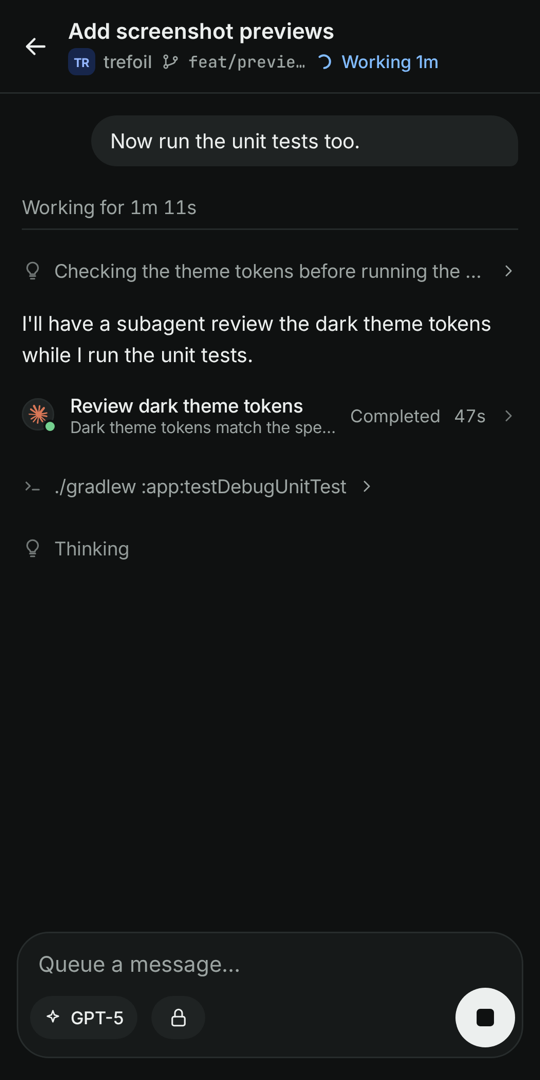 Add screenshot previews
TR trefoil feat/previe… Working 1m
Now run the unit tests too.
Working for 1m 11s
Checking the theme tokens before running the …
I'll have a subagent review the dark theme tokens
while I run the unit tests.
Review dark theme tokens
Dark theme tokens match the spe…
Completed 47s
./gradlew :app:testDebugUnitTest
Thinking
Queue a message…
GPT-5